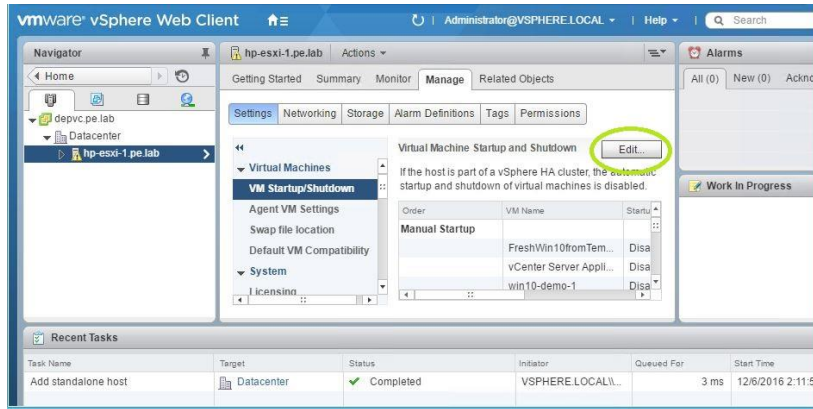 vmware® vSphere Web Client
Administrator@VSPHERE.LOCAL
Help
Search
Navigator
Home
depvc.pe.lab
Datacenter
hp-esxi-1.pe.lab
hp-esxi-1.pe.lab Actions
Getting Started Summary Monitor Manage Related Objects
Settings Networking Storage Alarm Definitions Tags Permissions
Virtual Machines
VM Startup/Shutdown
Agent VM Settings
Swap file location
Default VM Compatibility
System
Licensing
Virtual Machine Startup and Shutdown
Edit...
If the host is part of a vSphere HA cluster, the automatic
startup and shutdown of virtual machines is disabled.
Order VM Name Startu
Manual Startup
FreshWin10fromTem... Disa
vCenter Server Appli... Disa
win10-demo-1 Disa
Alarms
All (0) New (0) Ackno
Work In Progress
Recent Tasks
Task Name Target Status Initiator Queued For Start Time
Add standalone host Datacenter Completed VSPHERE.LOCAL\\... 3 ms 12/6/2016 2:11:5